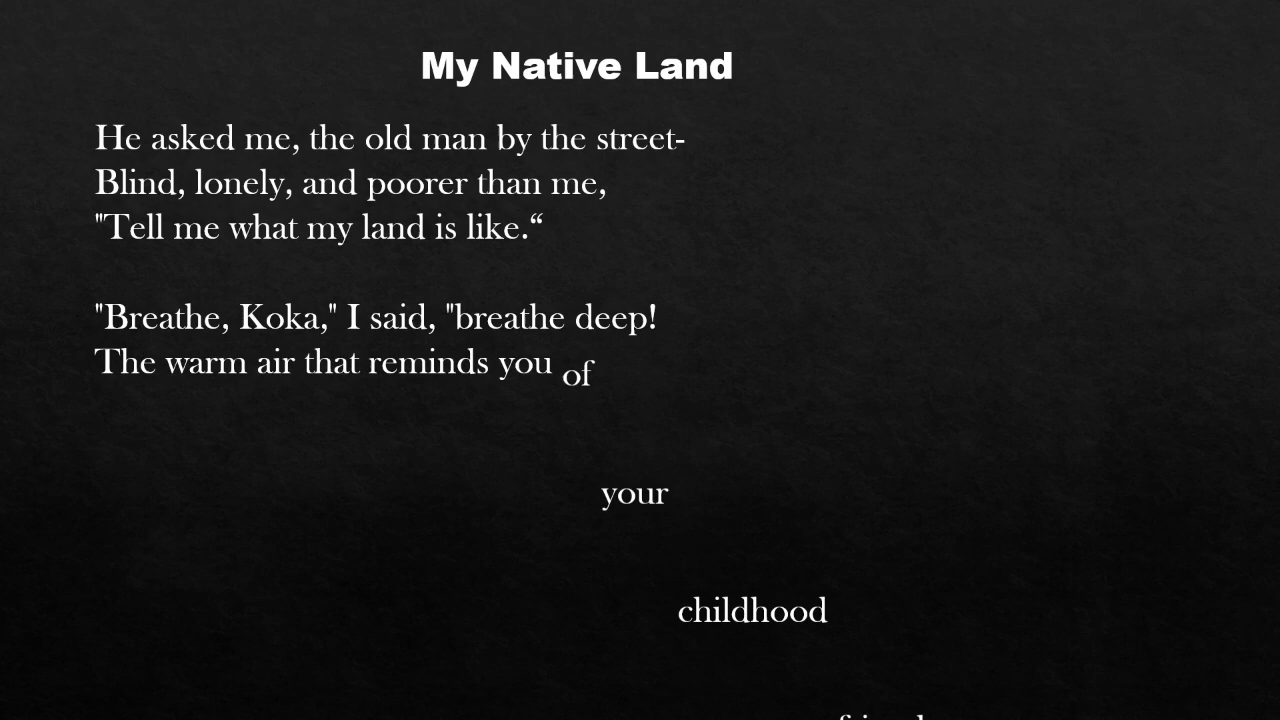 My Native Land
He asked me, the old man by the street-
Blind, lonely, and poorer than me,
"Tell me what my land is like.“
"Breathe, Koka," I said, "breathe deep!
The warm air that reminds you of
your
childhood